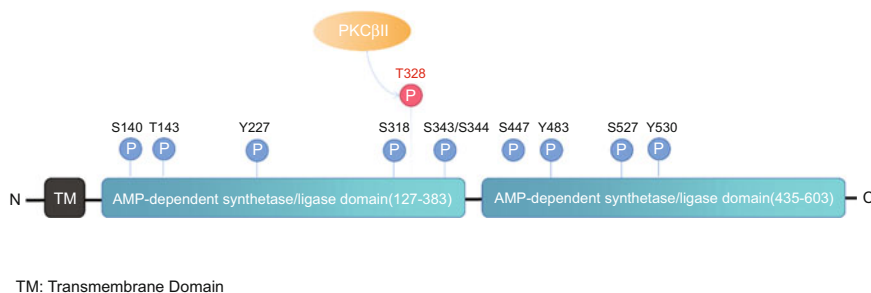 PKCβII
T328
P
S140 T143 Y227 S318 S343/S344 S447 Y483 S527 Y530
P P P P P P P P P
N TM AMP-dependent synthetase/ligase domain(127-383) AMP-dependent synthetase/ligase domain(435-603) C
TM: Transmembrane Domain